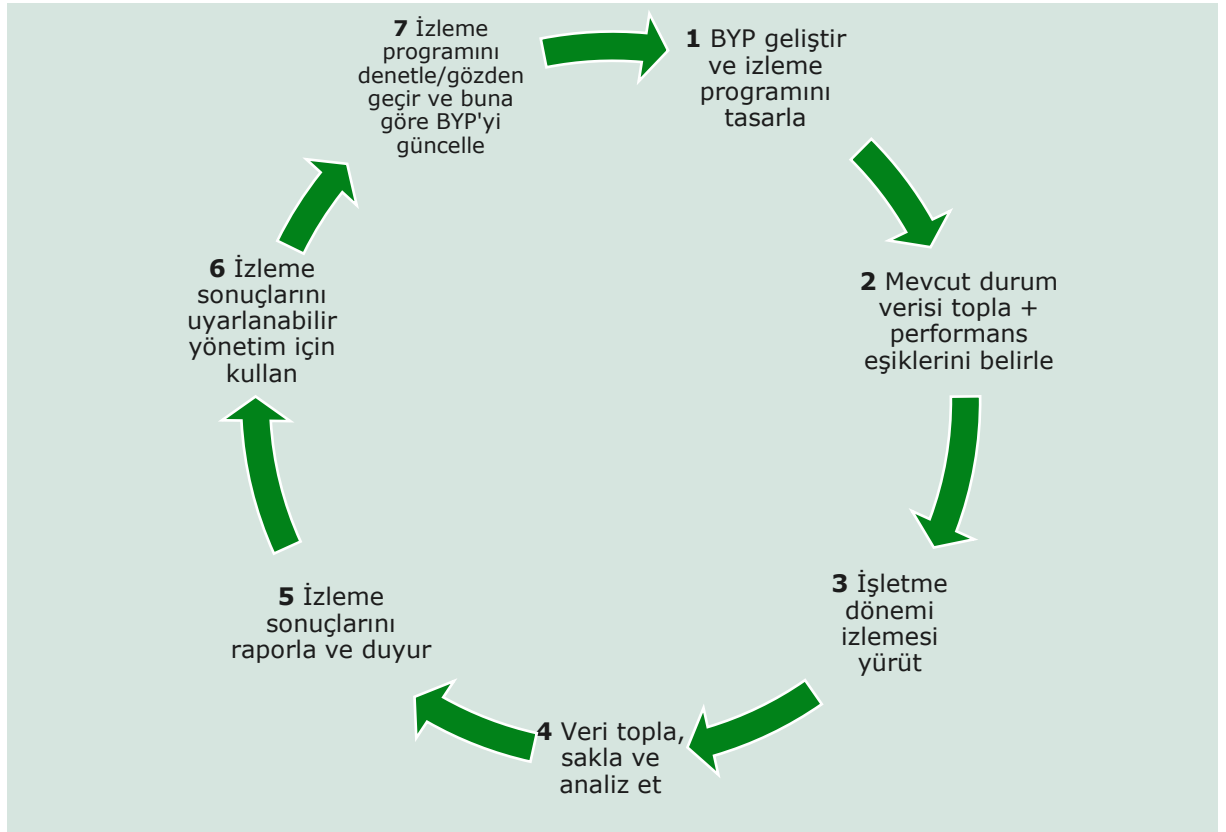 1 BYP geliştir
ve izleme
programını
tasarla
2 Mevcut durum
verisi topla +
performans
eşiklerini belirle
3 İşletme
dönemi
izlemesi
yürüt
4 Veri topla,
sakla ve
analiz et
5 İzleme
sonuçlarını
raporla ve duyur
6 İzleme
sonuçlarını
uyarlanabilir
yönetim için
kullan
7 İzleme
programını
denetle/gözden
geçir ve buna
göre BYP'yi
güncelle